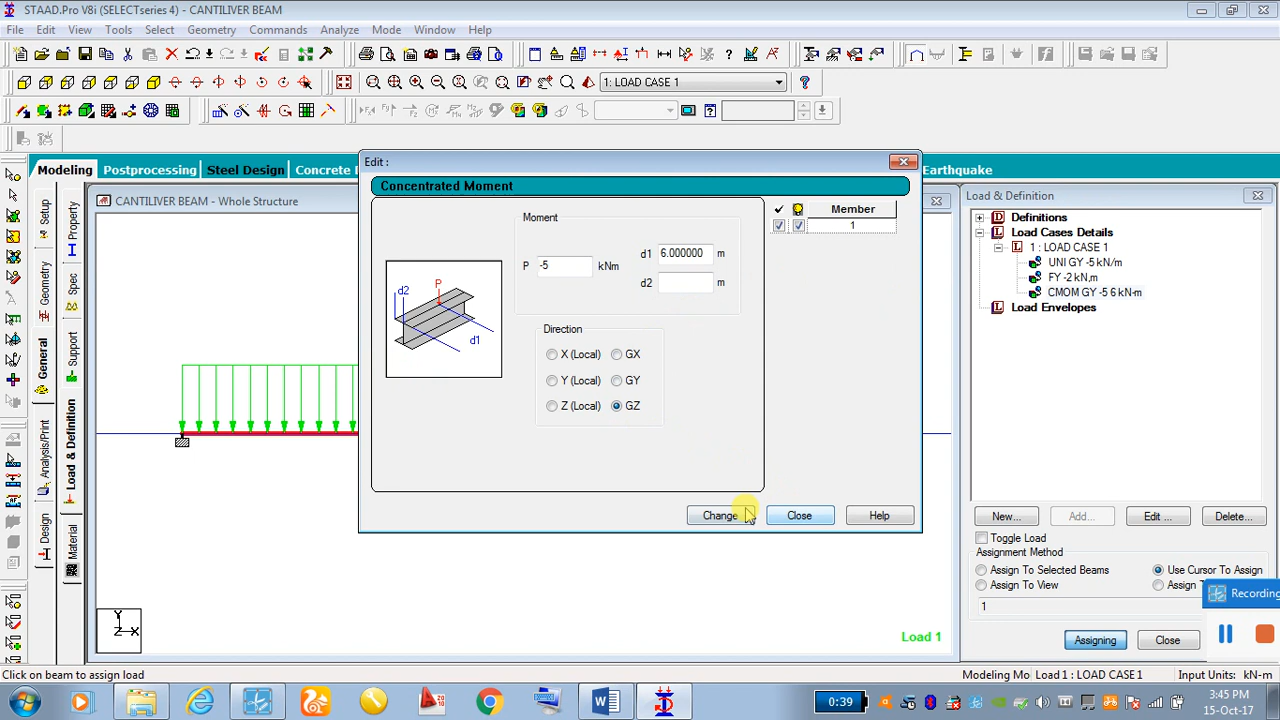 STAAD.Pro V8i (SELECTseries 4) - CANTILIVER BEAM
File Edit View Tools Select Geometry Commands Analyze Mode Window Help
1: LOAD CASE 1
Modeling Postprocessing Steel Design Concrete D Earthquake
CANTILIVER BEAM - Whole Structure
Setup
Geometry
General
Analysis/Print
Design
Property
Spec
Support
Load & Definition
Material
Edit :
Concentrated Moment
Moment
P -5 kNm
d1 6.000000 m
d2 m
P
d2
d1
Direction
X (Local) GX
Y (Local) GY
Z (Local) GZ
Member
1
Change Close Help
Load & Definition
Definitions
Load Cases Details
1 : LOAD CASE 1
UNI GY -5 kN/m
FY -2 kN,m
CMOM GY -5 6 kN-m
Load Envelopes
New... Add... Edit ... Delete...
Toggle Load
Assignment Method
Assign To Selected Beams Use Cursor To Assign
Assign To View Assign T
1
Recording
Assigning Close
Y
Z X
Load 1
Click on beam to assign load
Modeling Mo Load 1 : LOAD CASE 1 Input Units: kN-m
0:39
3:45 PM
15-Oct-17